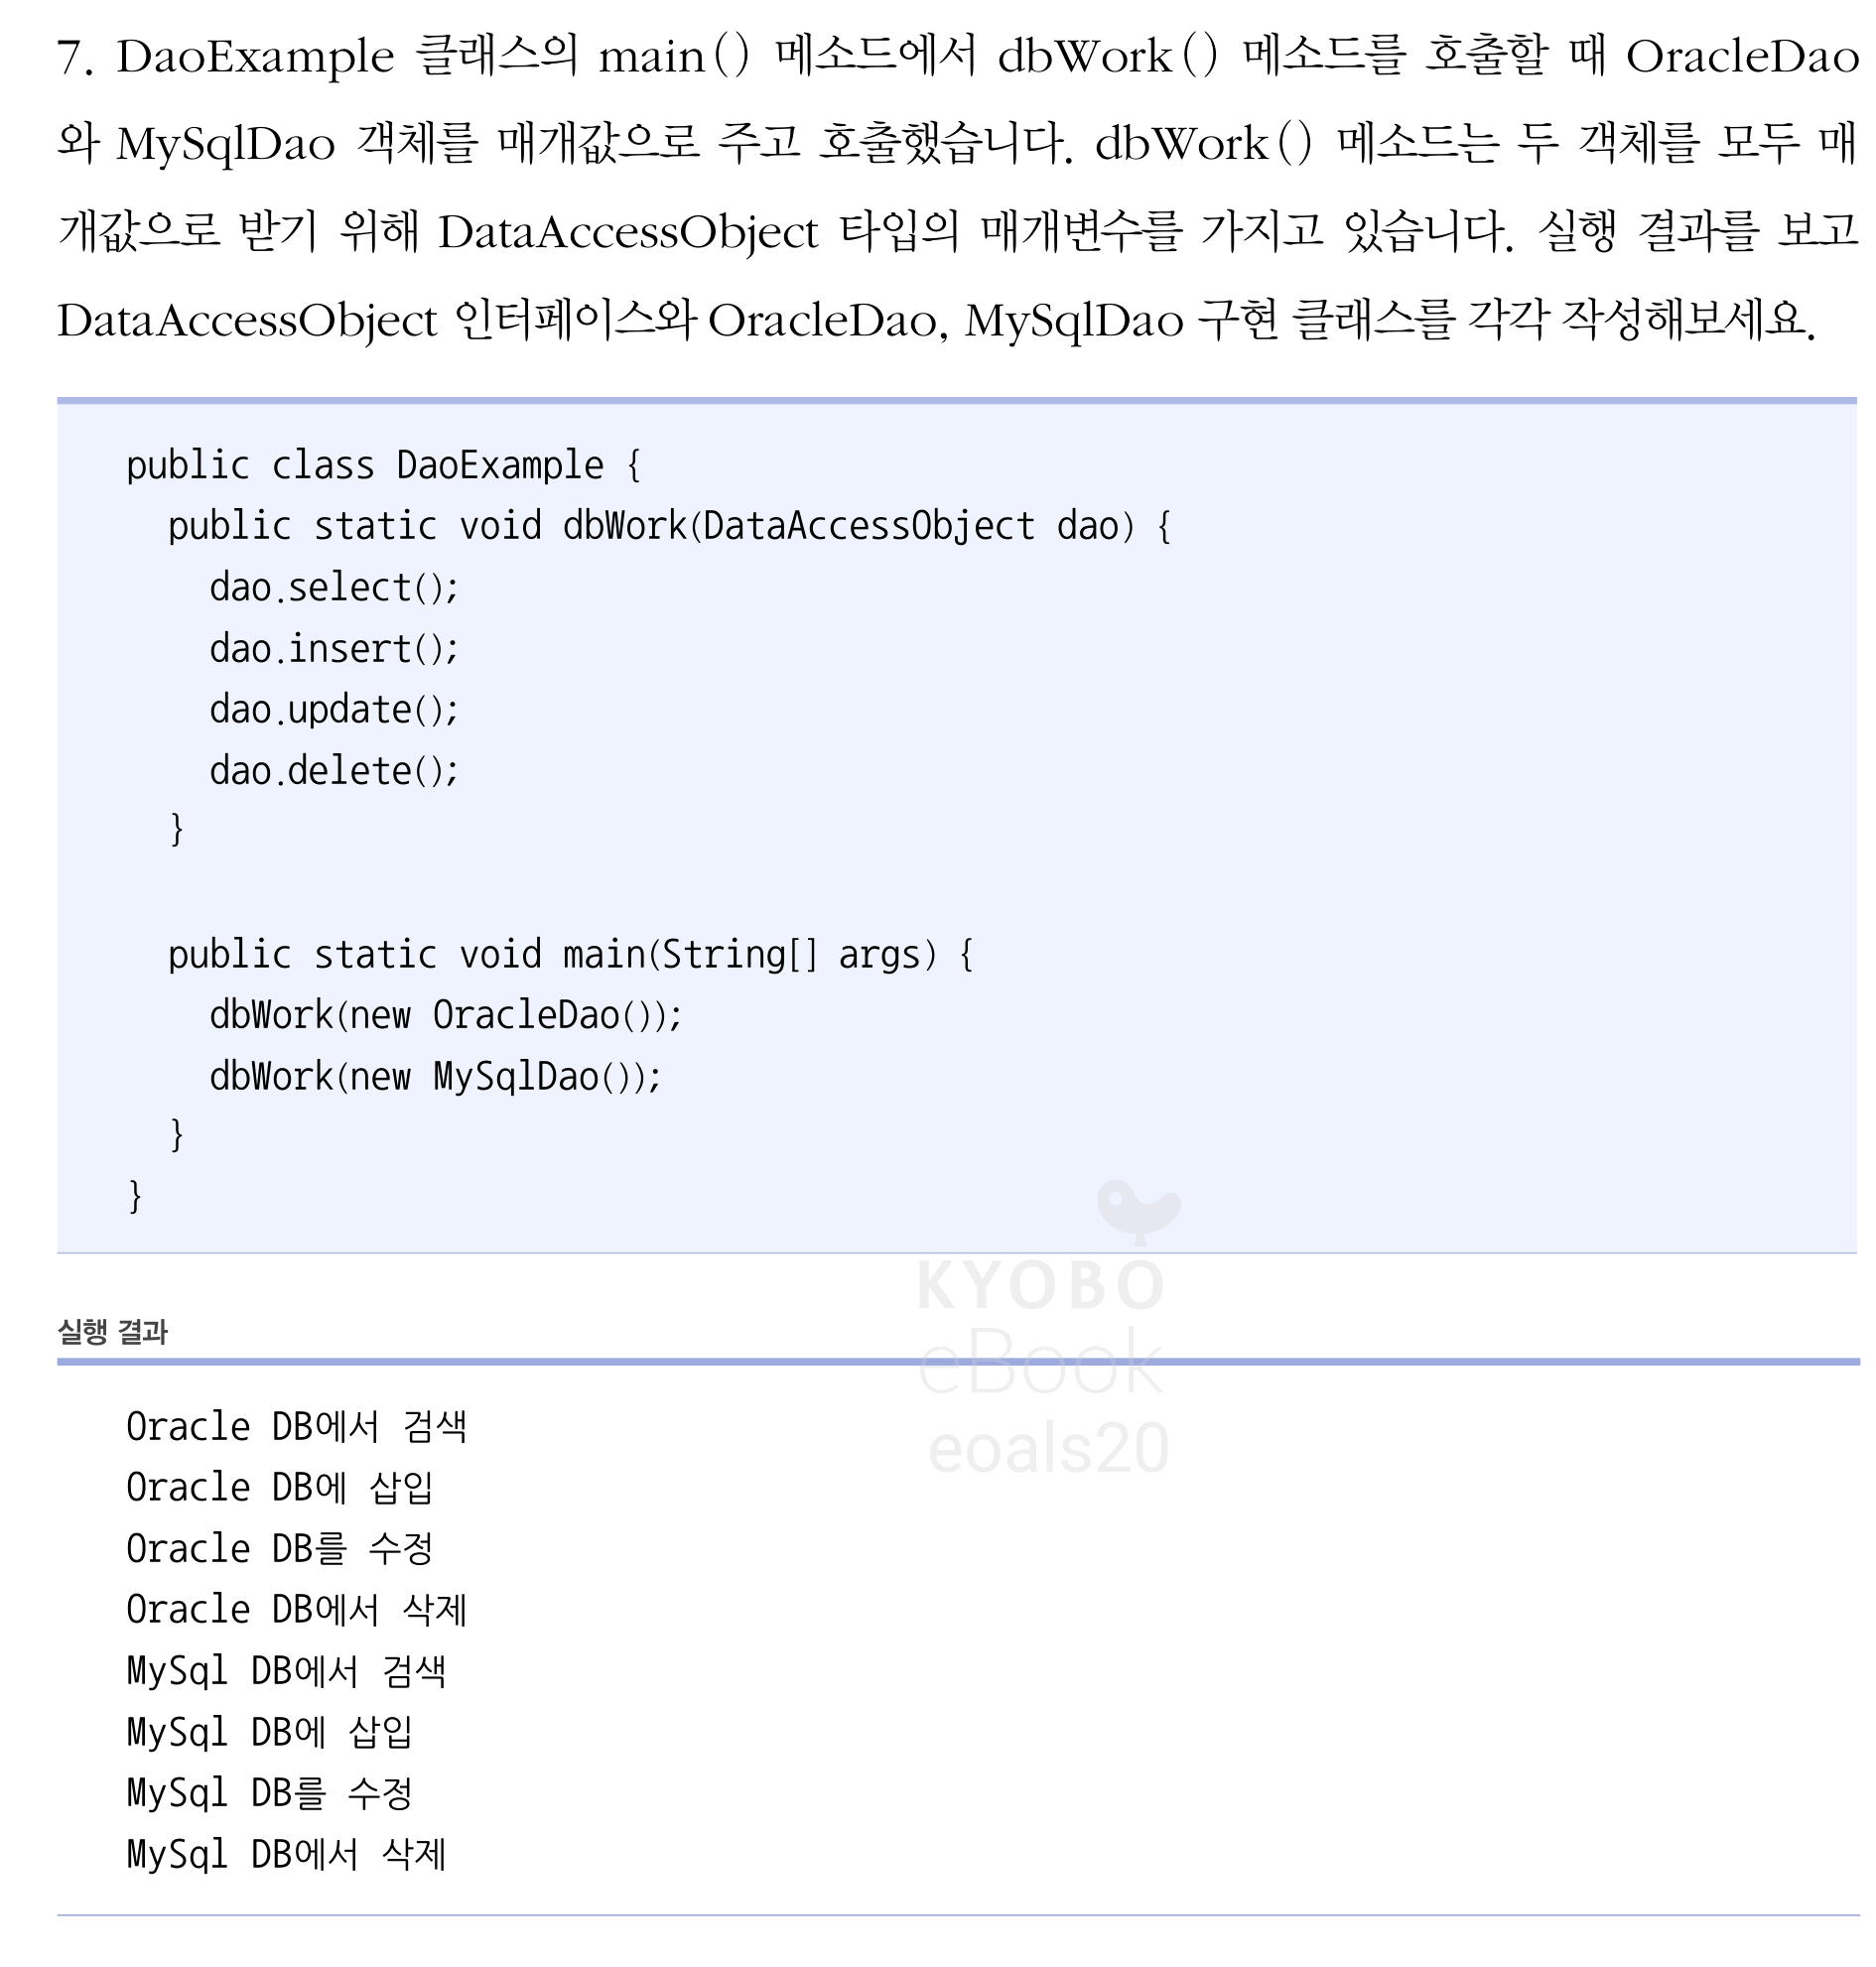 7. DaoExample 클래스의 main() 메소드에서 dbWork() 메소드를 호출할 때 OracleDao
와 MySqlDao 객체를 매개값으로 주고 호출했습니다. dbWork() 메소드는 두 객체를 모두 매
개값으로 받기 위해 DataAccessObject 타입의 매개변수를 가지고 있습니다. 실행 결과를 보고
DataAccessObject 인터페이스와 OracleDao, MySqlDao 구현 클래스를 각각 작성해보세요.
public class DaoExample {
public static void dbWork(DataAccessObject dao) {
dao.select();
dao.insert();
dao.update();
dao.delete();
}
public static void main(String[] args) {
dbWork(new OracleDao());
dbWork(new MySqlDao());
}
}
KYOBO
eBook
eoals20
실행 결과
Oracle DB에서 검색
Oracle DB에 삽입
Oracle DB를 수정
Oracle DB에서 삭제
MySql DB에서 검색
MySql DB에 삽입
MySql DB를 수정
MySql DB에서 삭제